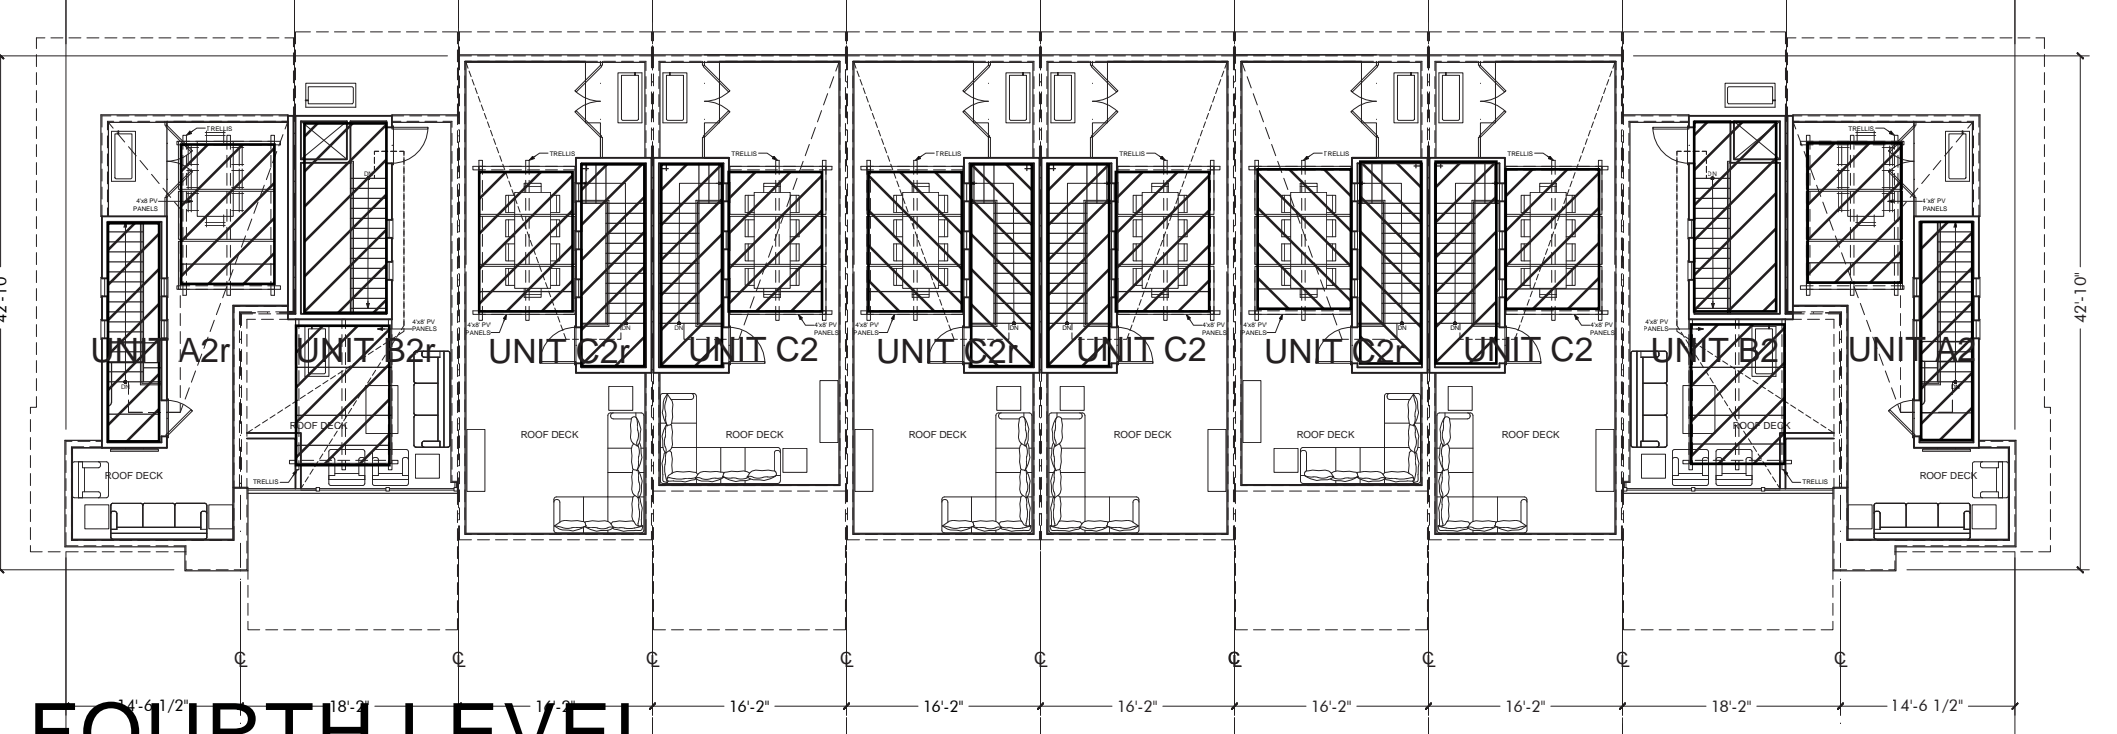 TRELLIS
TRELLIS
TRELLIS
TRELLIS
TRELLIS
TRELLIS
TRELLIS
TRELLIS
DN
DN
4'x8' PV
PANELS
4'x8' PV
PANELS
42'-10"
42'-10"
4'x8' PV
PANELS
4'x8' PV
PANELS
4'x8' PV
PANELS
4'x8' PV
PANELS
4'x8' PV
PANELS
4'x8' PV
PANELS
4'x8' PV
PANELS
4'x8' PV
PANELS
DN
DN
DN
DN
DN
DN
UNIT A2r
UNIT B2r
UNIT C2r
UNIT C2
UNIT C2r
UNIT C2
UNIT C2r
UNIT C2
UNIT B2
UNIT A2
DN
DN
ROOF DECK
ROOF DECK
ROOF DECK
ROOF DECK
ROOF DECK
ROOF DECK
ROOF DECK
ROOF DECK
ROOF DECK
ROOF DECK
TRELLIS
TRELLIS
14'-6 1/2"
18'-2"
16'-2"
16'-2"
16'-2"
16'-2"
16'-2"
16'-2"
18'-2"
14'-6 1/2"
FOURTH LEVEL